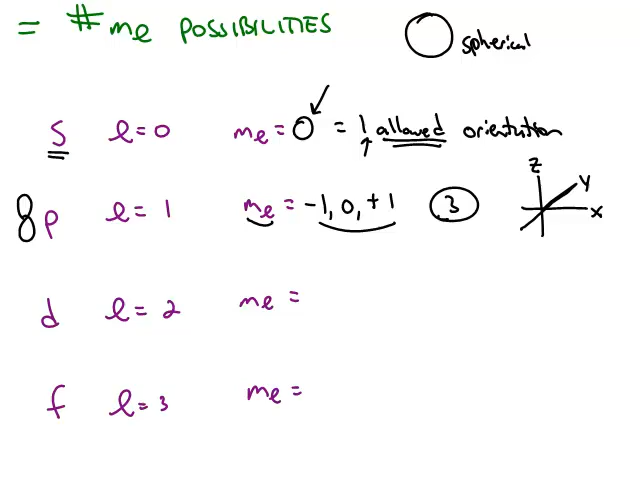 = # me POSSIBILITIES
spherical
S l=0 me = 0 = 1 allowed orientation
p l= 1 me = -1, 0, +1 3
Z
Y
X
d l= 2 me =
f l= 3 me =